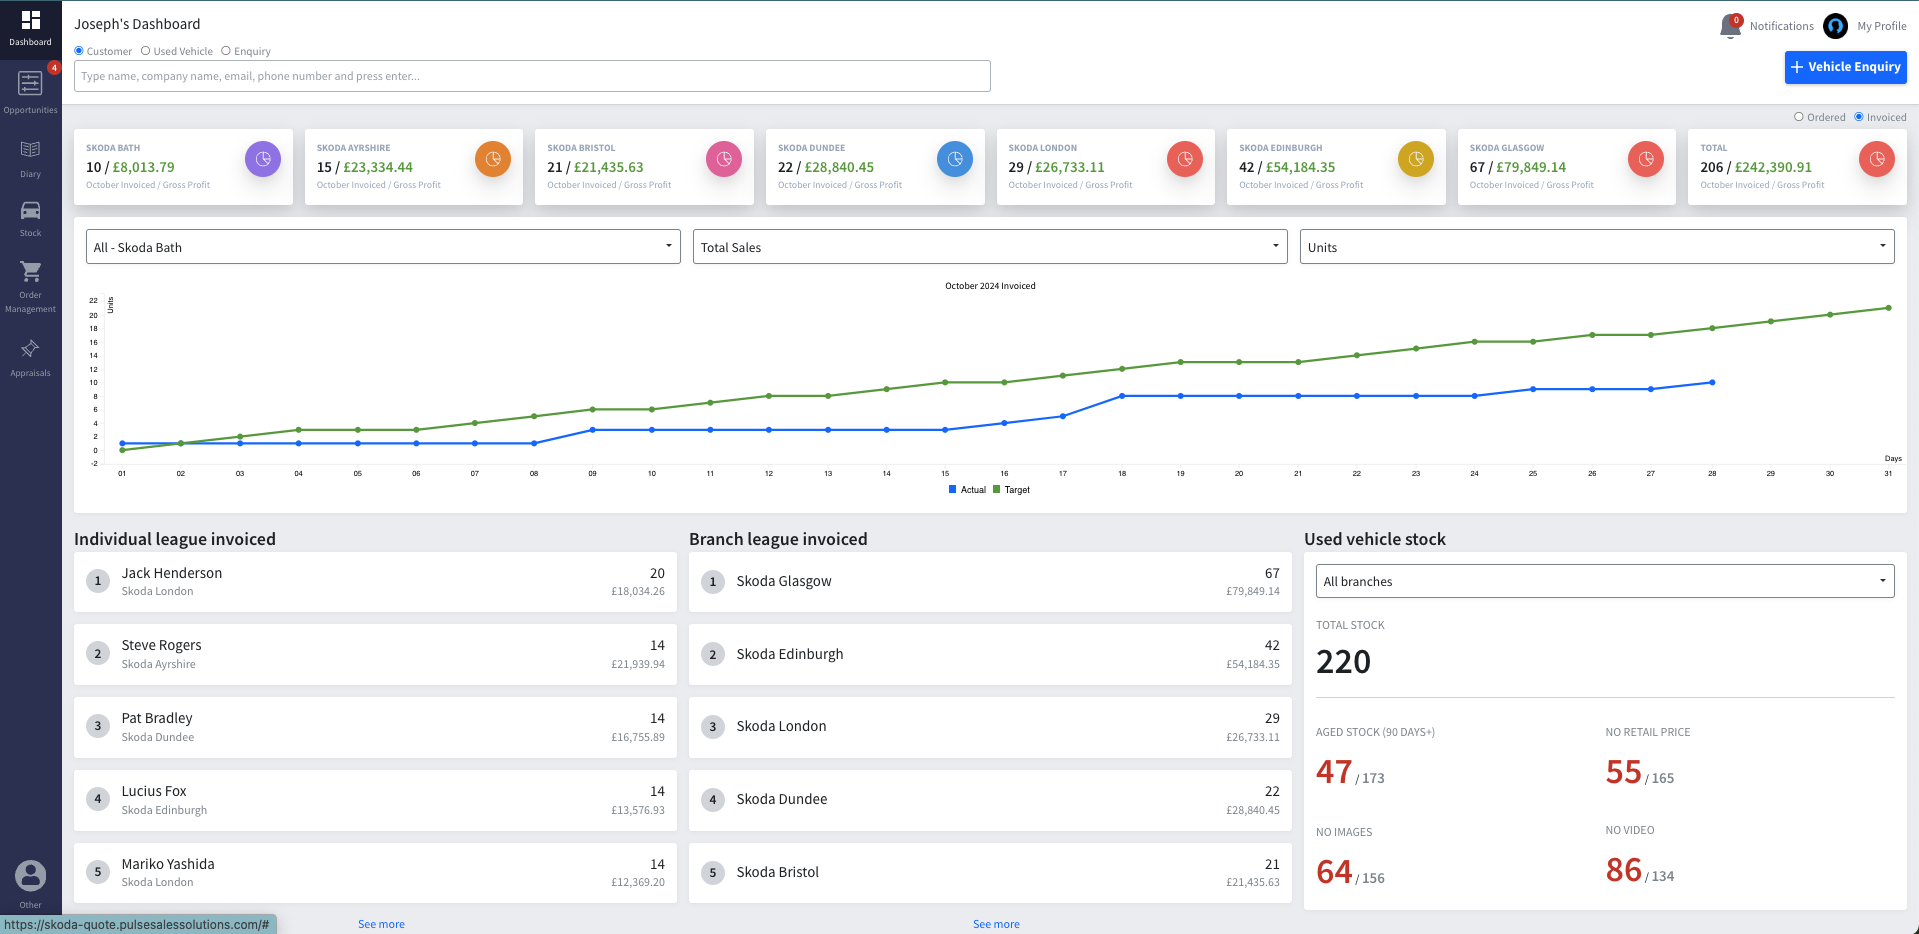 Joseph's Dashboard
Customer Used Vehicle Enquiry
Type name, company name, email, phone number and press enter...
0 Notifications My Profile
Vehicle Enquiry
Dashboard
4
Opportunities
Diary
Stock
Order
Management
Appraisals
Other
Ordered Invoiced
SKODA BATH
10 / £8,013.79
October Invoiced / Gross Profit
SKODA AYRSHIRE
15 / £23,334.44
October Invoiced / Gross Profit
SKODA BRISTOL
21 / £21,435.63
October Invoiced / Gross Profit
SKODA DUNDEE
22 / £28,840.45
October Invoiced / Gross Profit
SKODA LONDON
29 / £26,733.11
October Invoiced / Gross Profit
SKODA EDINBURGH
42 / £54,184.35
October Invoiced / Gross Profit
SKODA GLASGOW
67 / £79,849.14
October Invoiced / Gross Profit
TOTAL
206 / £242,390.91
October Invoiced / Gross Profit
All - Skoda Bath
Total Sales
Units
October 2024 Invoiced
Units
22
20
18
16
14
12
10
8
6
4
2
0
-2
Days
01 02 03 04 05 06 07 08 09 10 11 12 13 14 15 16 17 18 19 20 21 22 23 24 25 26 27 28 29 30 31
Actual Target
Individual league invoiced
1 Jack Henderson 20
Skoda London £18,034.26
2 Steve Rogers 14
Skoda Ayrshire £21,939.94
3 Pat Bradley 14
Skoda Dundee £16,755.89
4 Lucius Fox 14
Skoda Edinburgh £13,576.93
5 Mariko Yashida 14
Skoda London £12,369.20
See more
Branch league invoiced
1 Skoda Glasgow 67
£79,849.14
2 Skoda Edinburgh 42
£54,184.35
3 Skoda London 29
£26,733.11
4 Skoda Dundee 22
£28,840.45
5 Skoda Bristol 21
£21,435.63
See more
Used vehicle stock
All branches
TOTAL STOCK
220
AGED STOCK (90 DAYS+)
47 / 173
NO RETAIL PRICE
55 / 165
NO IMAGES
64 / 156
NO VIDEO
86 / 134
https://skoda-quote.pulsesalessolutions.com/#